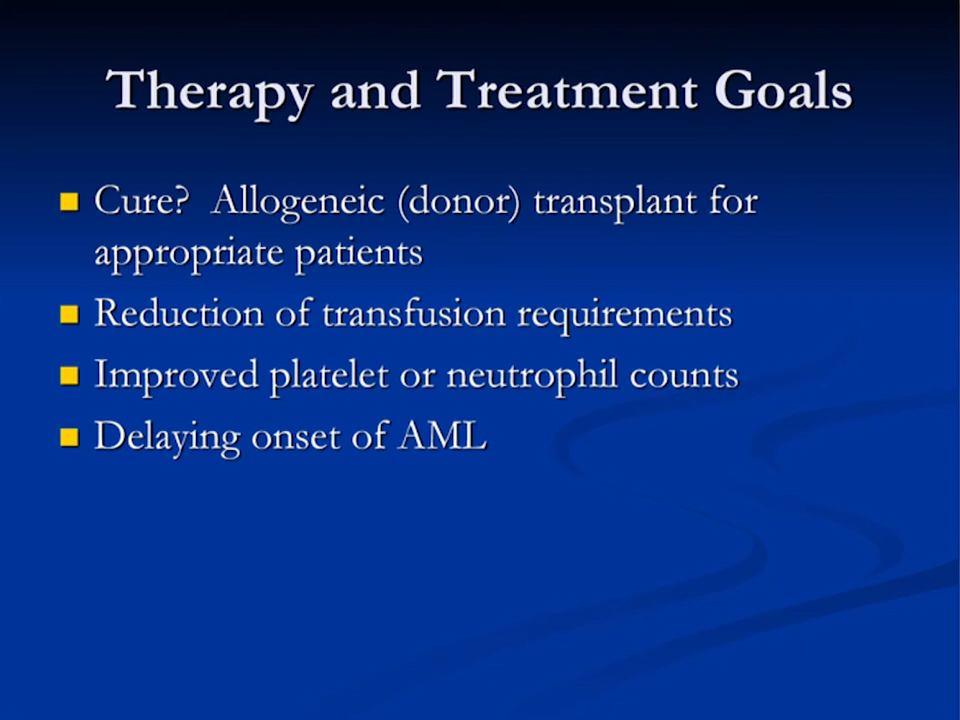 Therapy and Treatment Goals
Cure?  Allogeneic (donor) transplant for
appropriate patients
Reduction of transfusion requirements
Improved platelet or neutrophil counts
Delaying onset of AML